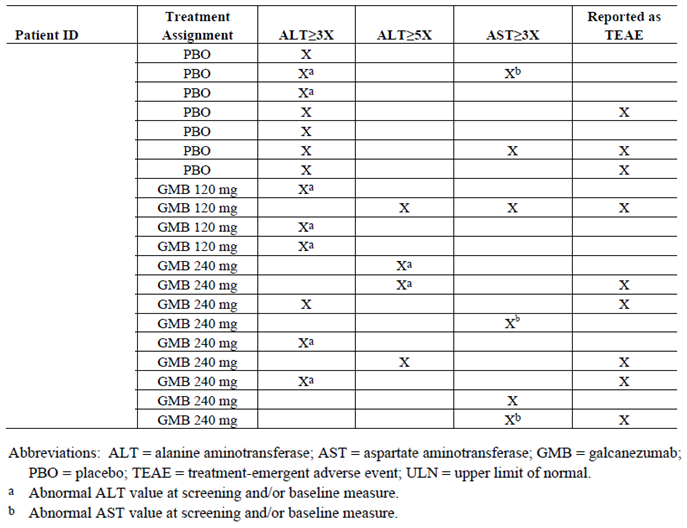 Patient ID Treatment Assignment ALT≥3X ALT≥5X AST≥3X Reported as TEAE
PBO X
PBO Xa Xb
PBO Xa
PBO X X
PBO X
PBO X X X
PBO X X
GMB 120 mg Xa
GMB 120 mg X X X
GMB 120 mg Xa
GMB 120 mg Xa
GMB 240 mg Xa
GMB 240 mg Xa X
GMB 240 mg X X
GMB 240 mg Xb
GMB 240 mg Xa
GMB 240 mg X X
GMB 240 mg Xa X
GMB 240 mg X
GMB 240 mg Xb X
Abbreviations: ALT = alanine aminotransferase; AST = aspartate aminotransferase; GMB = galcanezumab;
PBO = placebo; TEAE = treatment-emergent adverse event; ULN = upper limit of normal.
a Abnormal ALT value at screening and/or baseline measure.
b Abnormal AST value at screening and/or baseline measure.